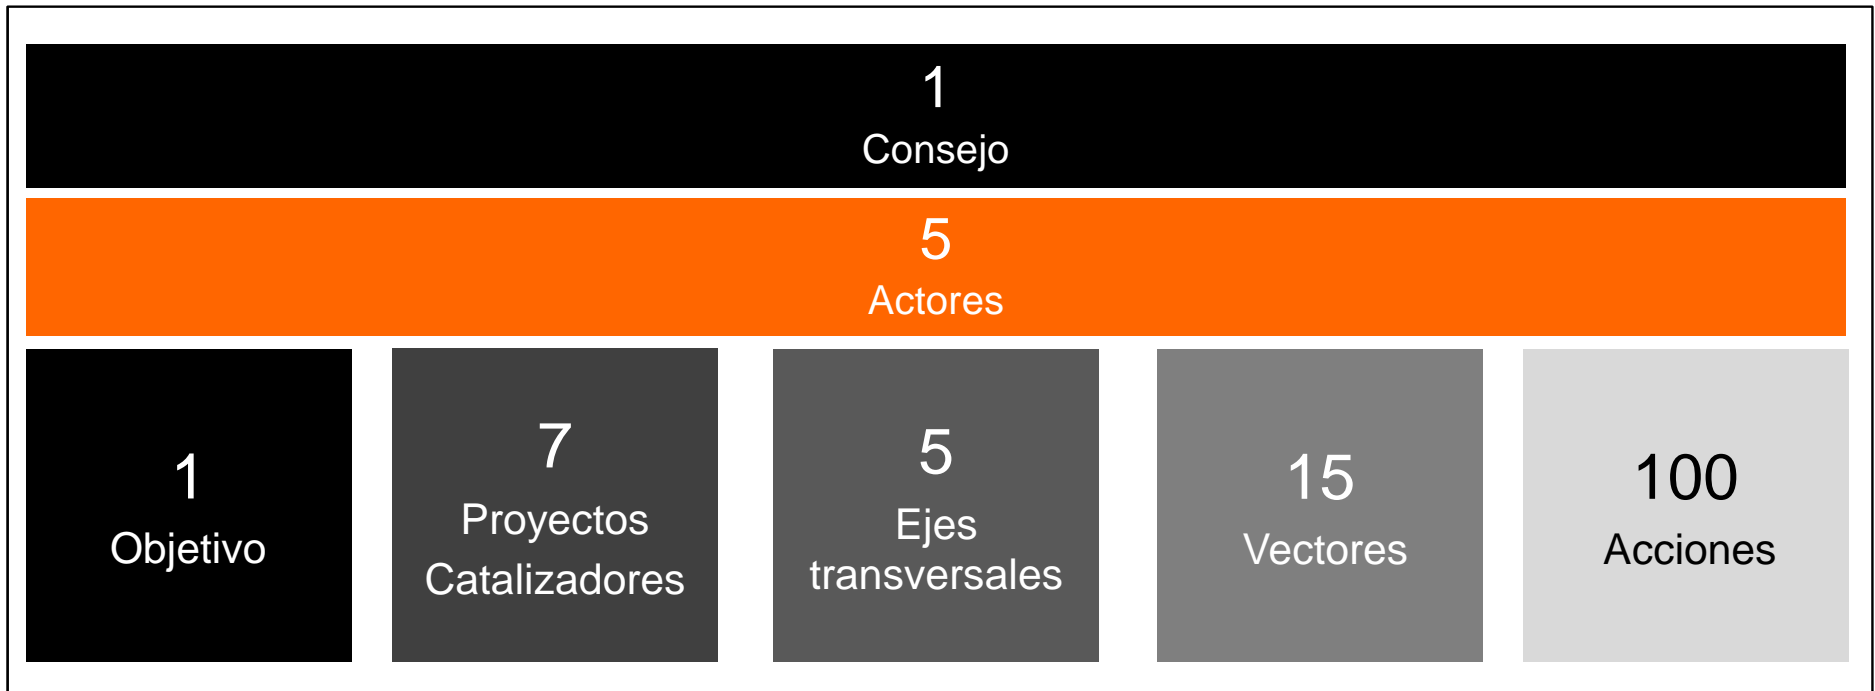 1
Consejo
5
Actores
1
Objetivo
7
Proyectos
Catalizadores
5
Ejes
transversales
15
Vectores
100
Acciones